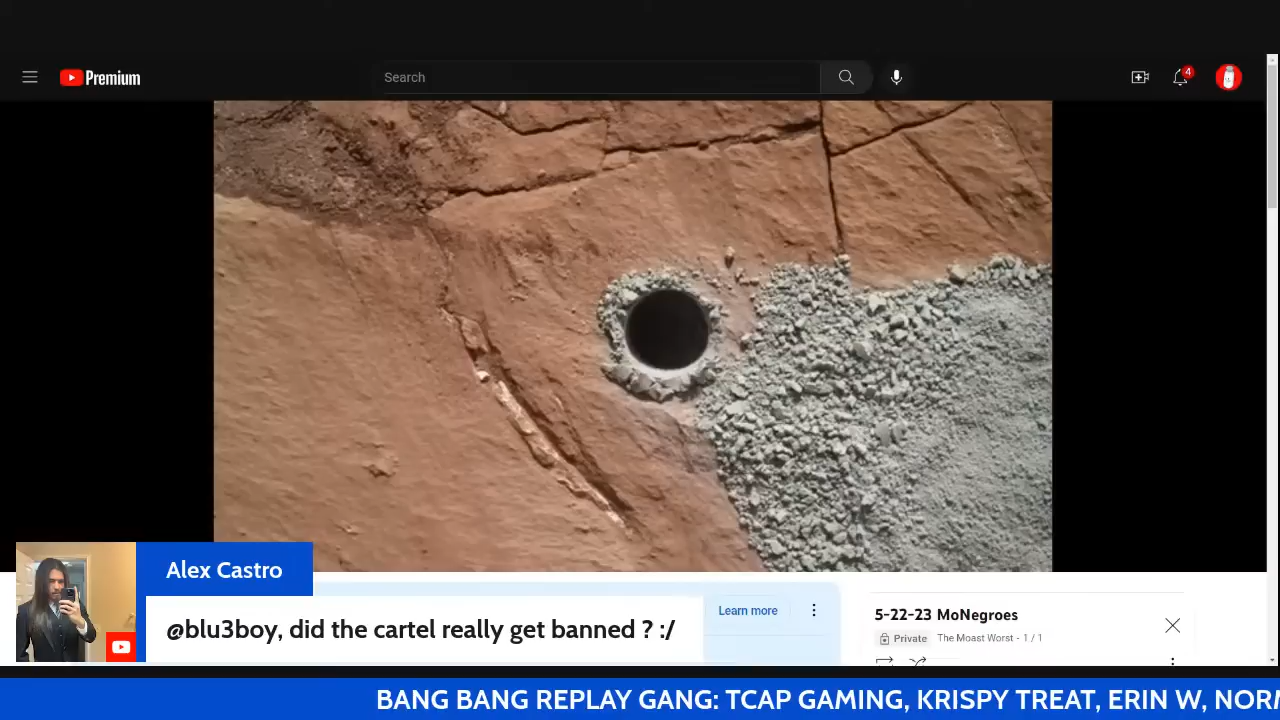 Premium
Search
4
Alex Castro
@blu3boy, did the cartel really get banned ? :/
Learn more
5-22-23 MoNegroes
Private The Moast Worst - 1 / 1
BANG BANG REPLAY GANG: TCAP GAMING, KRISPY TREAT, ERIN W, NORM